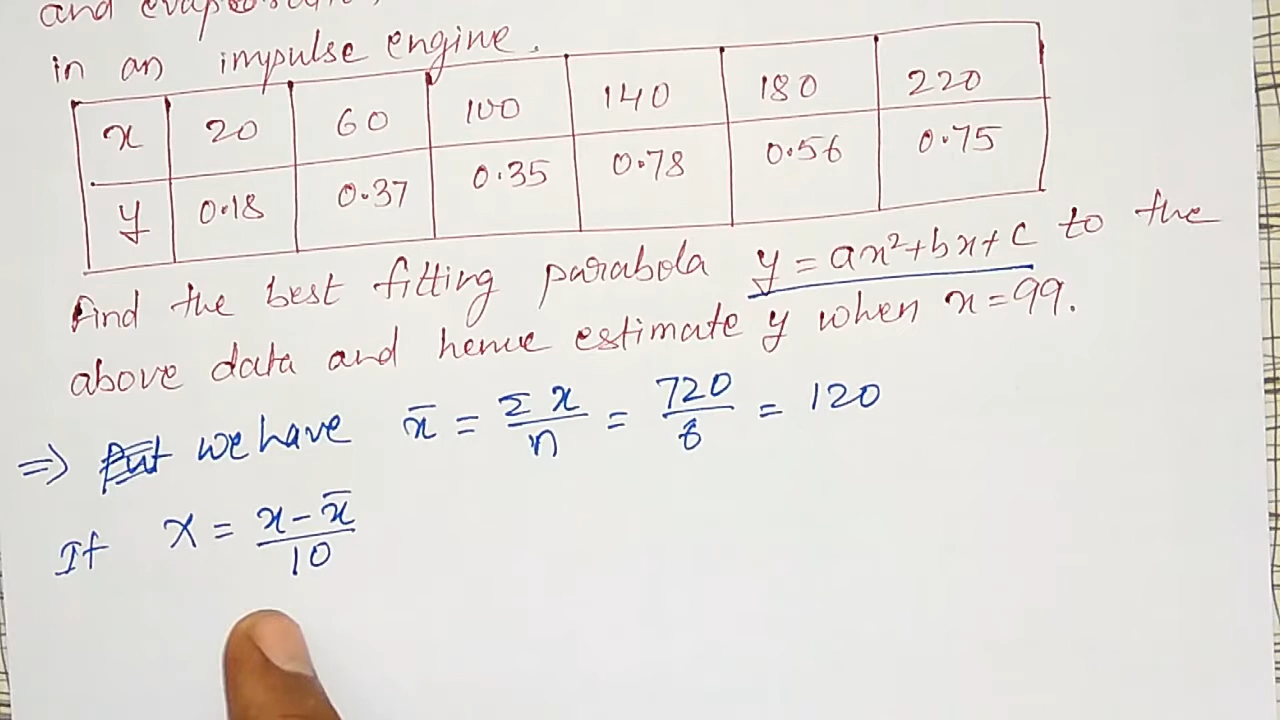 and
in an impulse engine.
x 20 60 100 140 180 220
y 0.18 0.37 0.35 0.78 0.56 0.75
Find the best fitting parabola y = ax²+bx+c to the
above data and hence estimate y when x=99.
⇒ we have x̄ = Σx/n = 720/6 = 120
If X = x-x̄/10